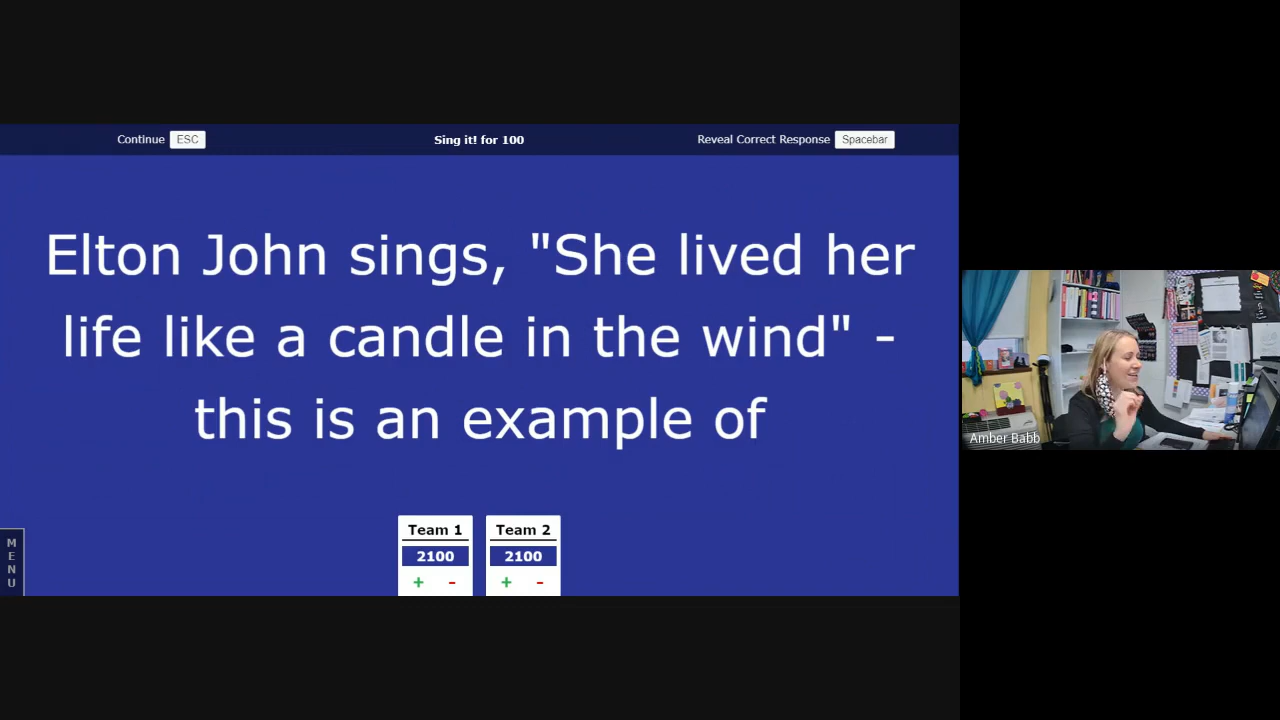 Continue ESC
Sing it! for 100
Reveal Correct Response Spacebar
Elton John sings, "She lived her
life like a candle in the wind" -
this is an example of
MENU
Team 1
2100
+ -
Team 2
2100
+ -
Amber Babb